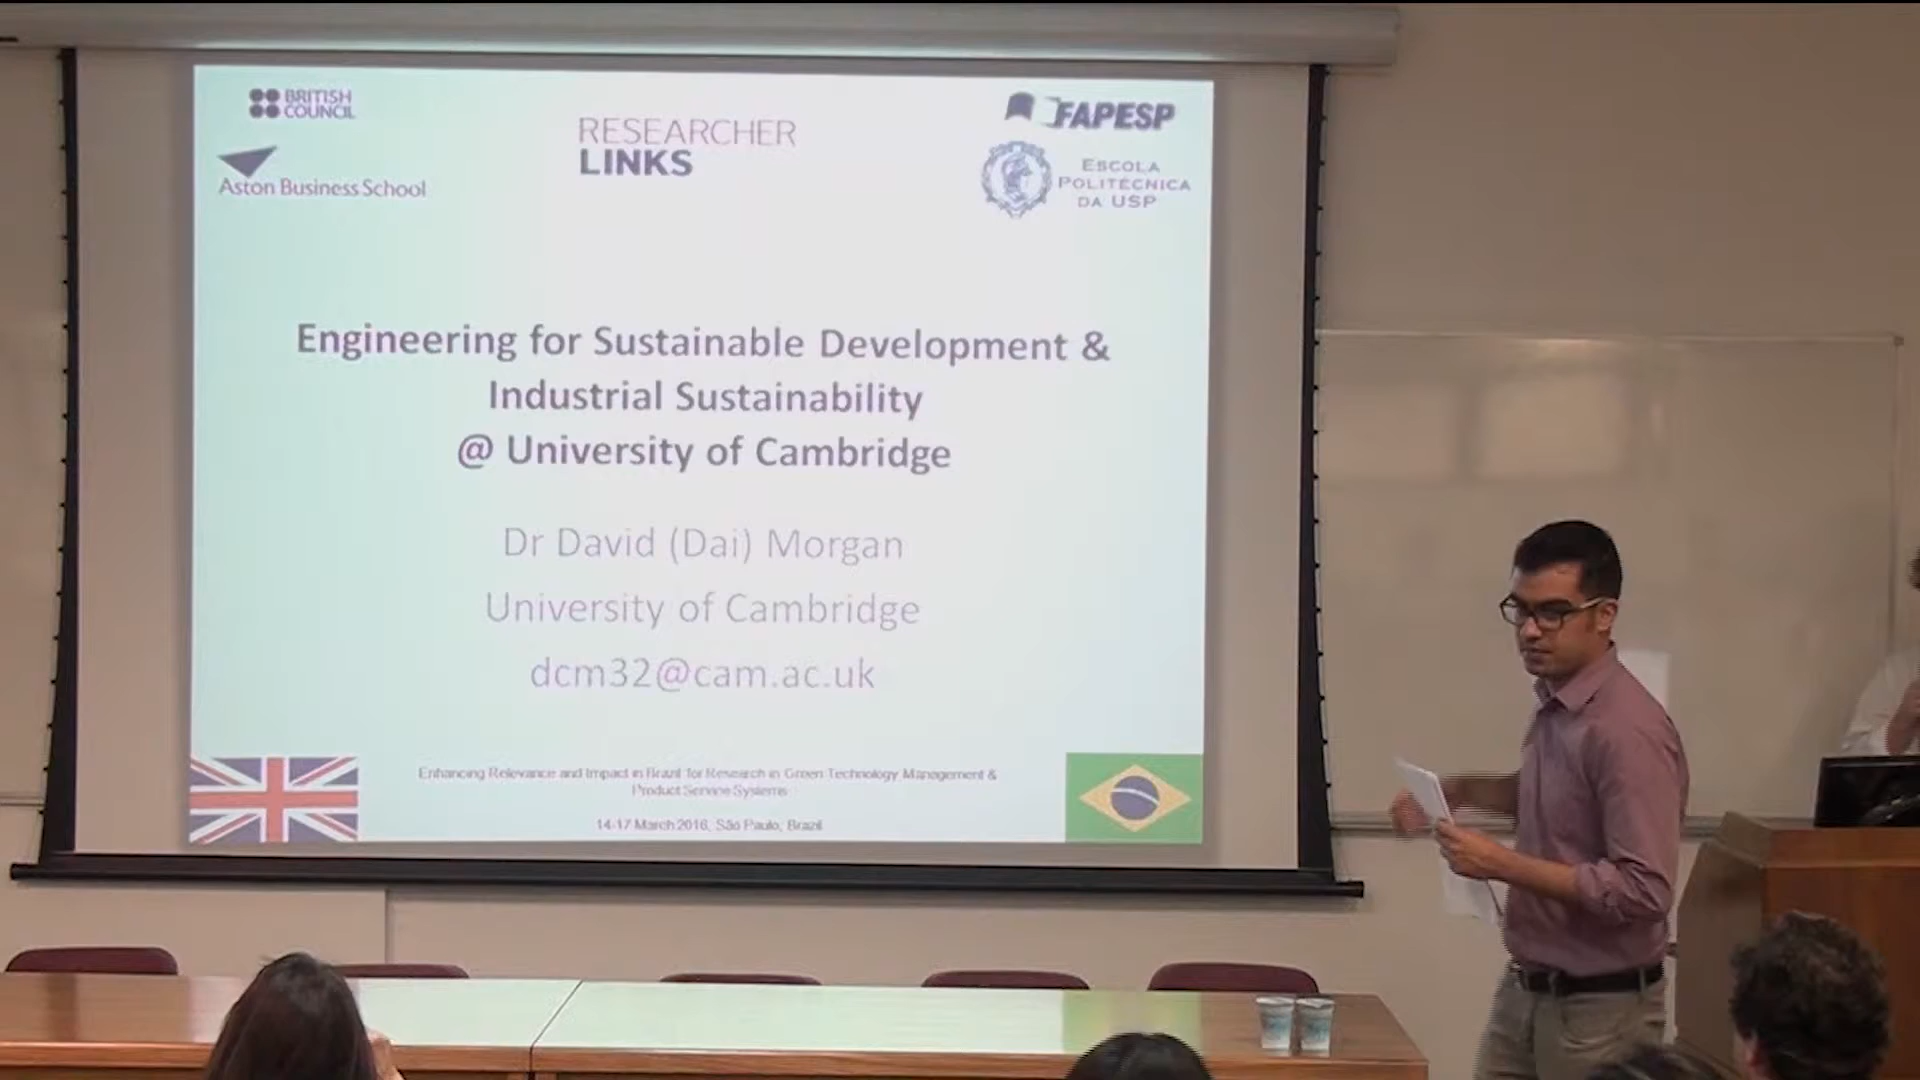 BRITISH
COUNCIL
Aston Business School
RESEARCHER
LINKS
FAPESP
ESCOLA
POLITÉCNICA
DA USP
Engineering for Sustainable Development &
Industrial Sustainability
@ University of Cambridge
Dr David (Dai) Morgan
University of Cambridge
dcm32@cam.ac.uk
Enhancing Relevance and Impact in Brazil for Research in Green Technology Management &
Product Service Systems
14-17 March 2016, São Paulo, Brazil